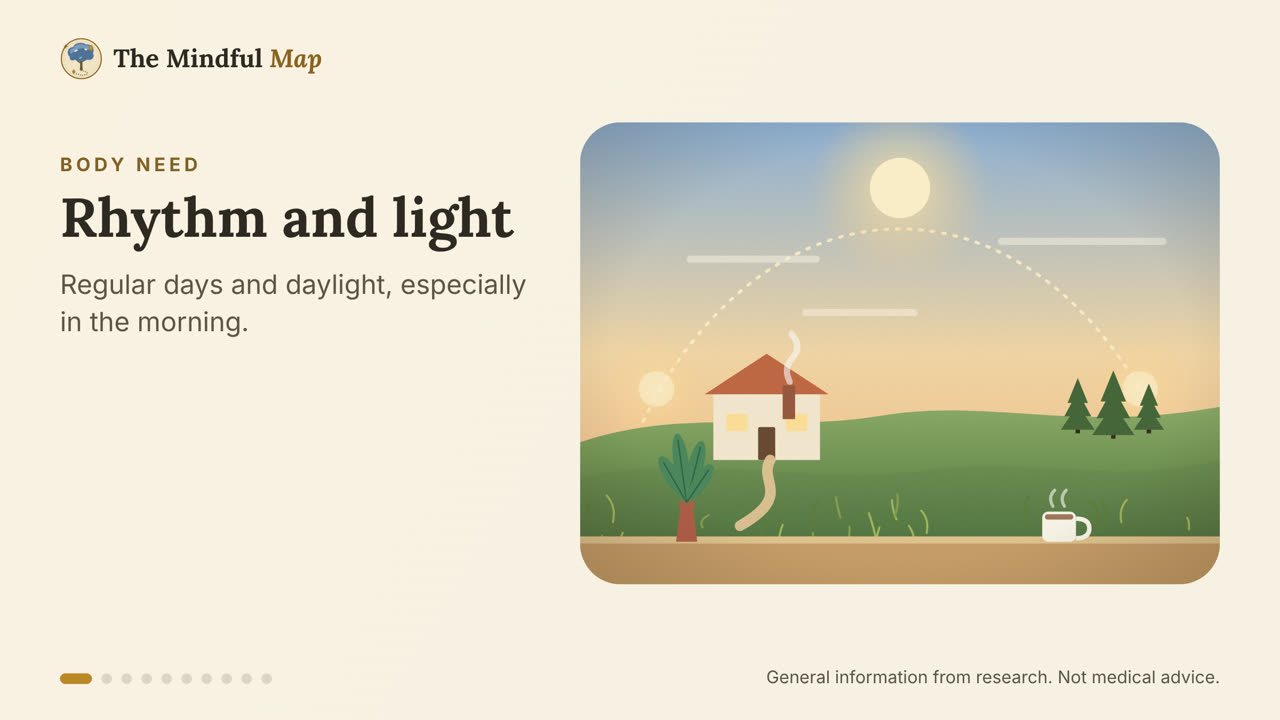 The Mindful Map
BODY NEED
Rhythm and light
Regular days and daylight, especially
in the morning.
General information from research. Not medical advice.